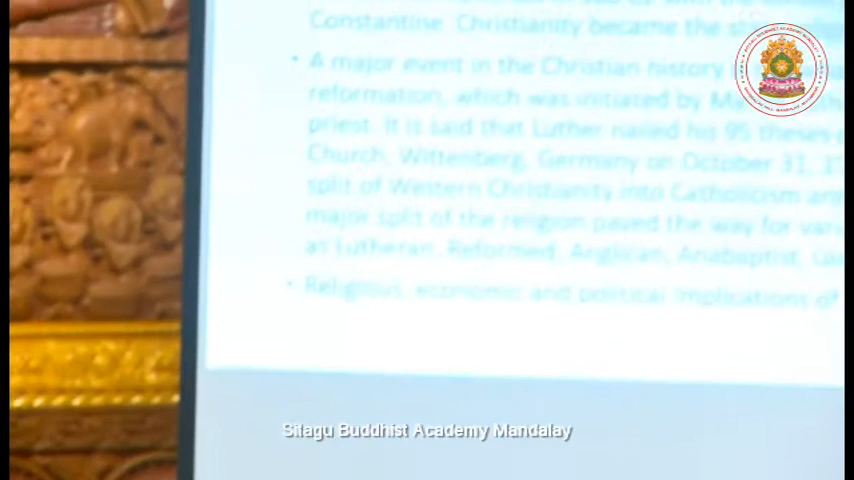 Constantine. Christianity became the
• A major event in the Christian history
reformation, which was initiated by
priest. It is said that Luther nailed his 95 theses
Church, Wittenberg, Germany on October 31,
split of Western Christianity into Catholicism
major split of the religion paved the way for
as Lutheran, Reformed, Anglican, Anabaptist,
• Religious, economic and political implications of
Sitagu Buddhist Academy Mandalay